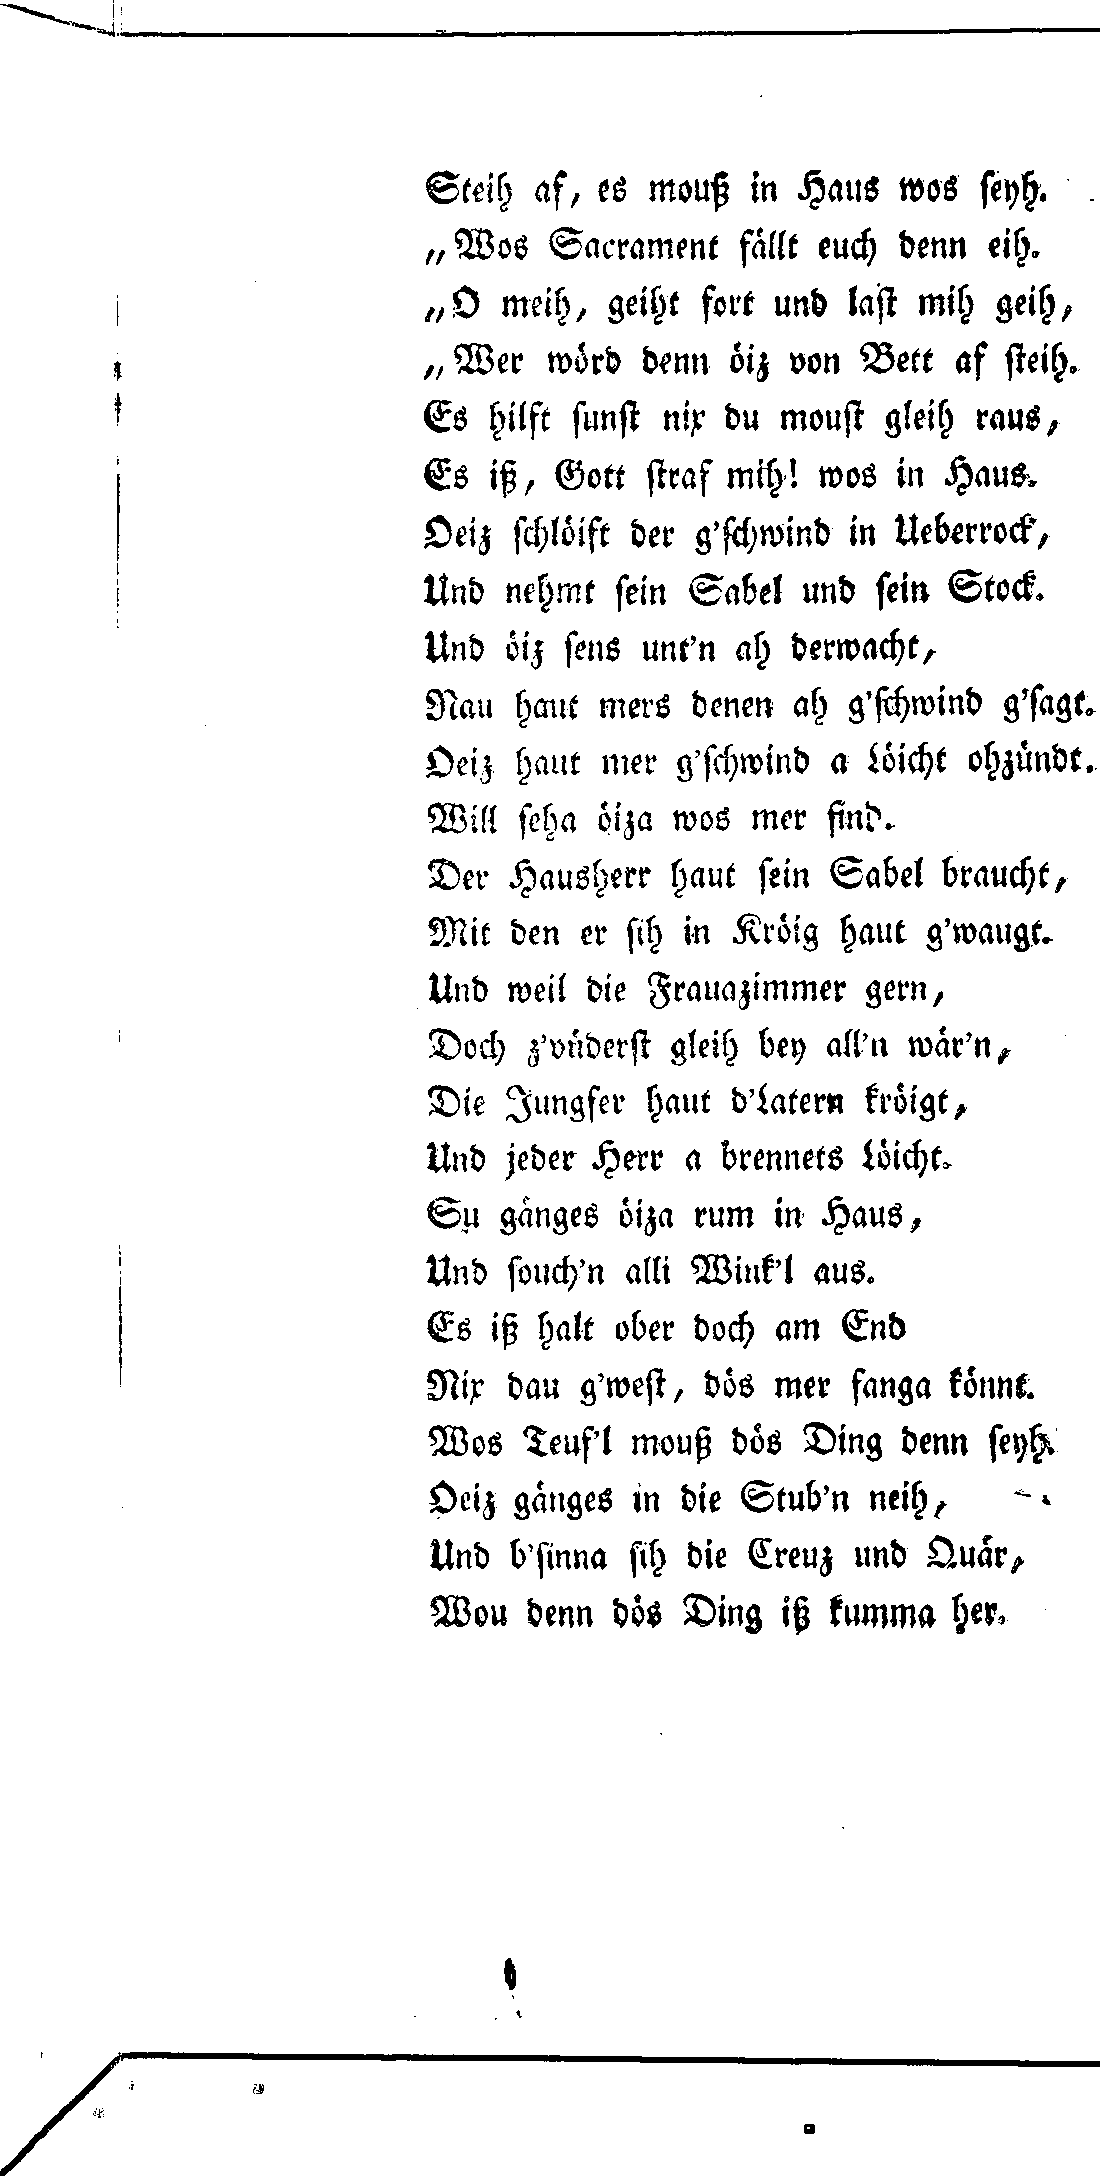 Steih af, es mouß in Haus wos seyh.
„Wos Sacrament fällt euch denn eih.
„O meih, geiht fort und last mih geih,
„Wer wörd denn öiz von Bett af steih.
Es hilft sunst nix du moust gleih raus,
Es iß, Gott straf mih! wos in Haus.
Oeiz schlöift der g'schwind in Ueberrock,
Und nehmt sein Sabel und sein Stock.
Und öiz sens unt'n ah derwacht,
Nau haut mers denen ah g'schwind g'sagt.
Oeiz haut mer g'schwind a Löicht ohzündt.
Will seha öiza wos mer find.
Der Hausherr haut sein Sabel braucht,
Mit den er sih in Kröig haut g'waugt.
Und weil die Frauazimmer gern,
Doch z'vüderst gleih bey all'n wär'n,
Die Jungfer haut d'Latern kröigt,
Und jeder Herr a brennets Löicht.
Su gänges öiza rum in Haus,
Und souch'n alli Wink'l aus.
Es iß halt ober doch am End
Nix dau g'west, dös mer fanga könnt.
Wos Teuf'l mouß dös Ding denn seyh.
Oeiz gänges in die Stub'n neih,
Und b'sinna sih die Creuz und Quär,
Wou denn dös Ding iß kumma her.